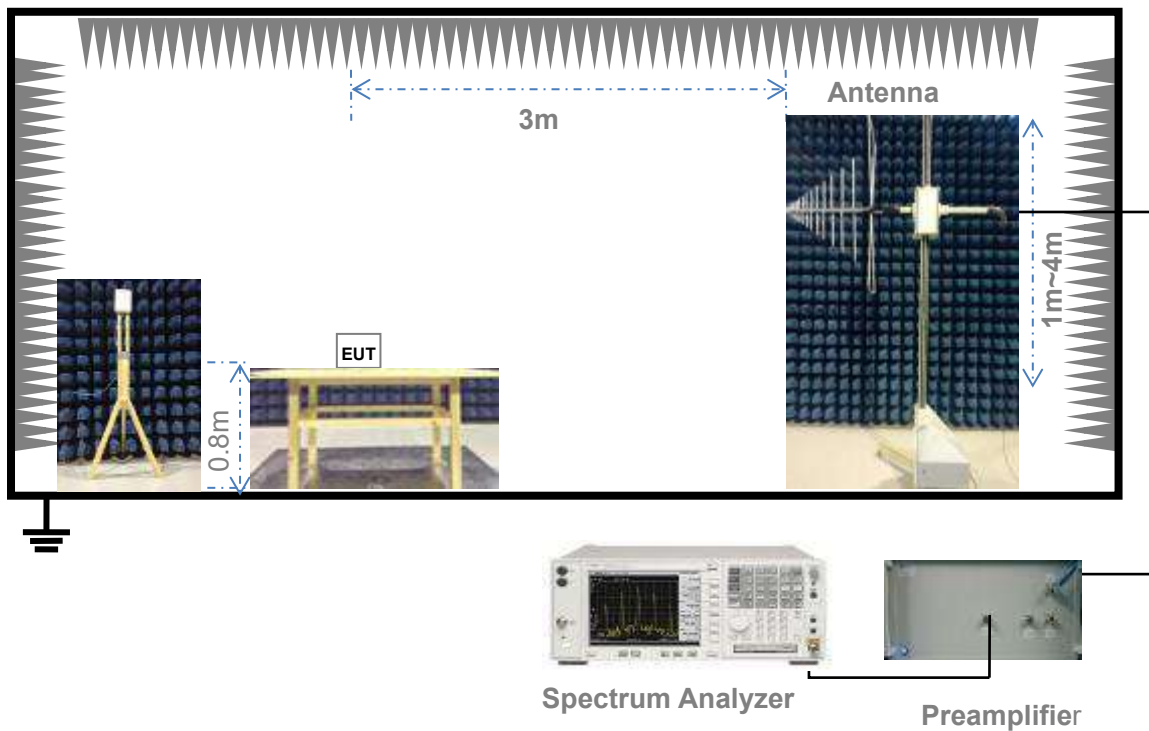 Antenna
3m
1m~4m
EUT
0.8m
Spectrum Analyzer
Preamplifier